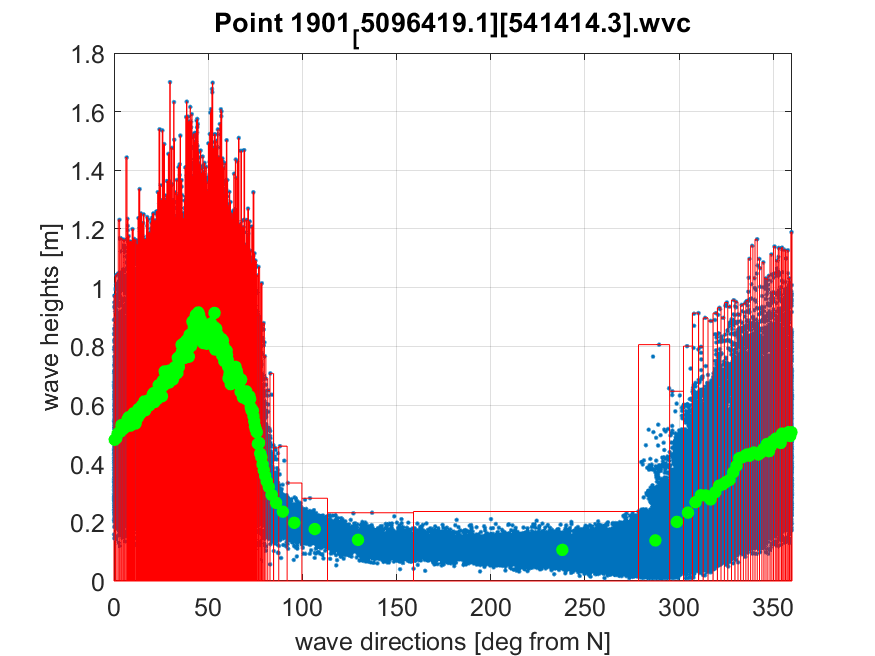 Point 1901[5096419.1][541414.3].wvc
1.8
1.6
1.4
1.2
1
0.8
0.6
0.4
0.2
0
wave heights [m]
0 50 100 150 200 250 300 350
wave directions [deg from N]